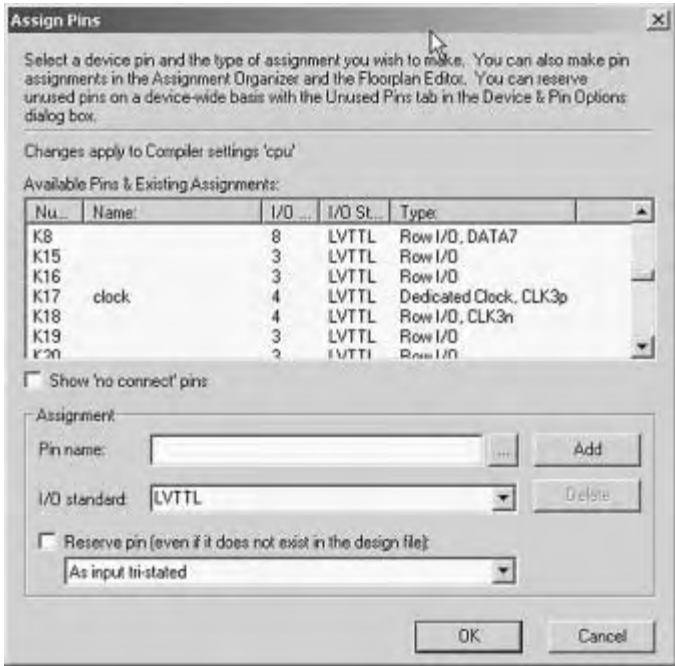 Assign Pins
Select a device pin and the type of assignment you wish to make. You can also make pin
assignments in the Assignment Organizer and the Floorplan Editor. You can reserve
unused pins on a device-wide basis with the Unused Pins tab in the Device & Pin Options
dialog box.
Changes apply to Compiler settings 'cpu'
Available Pins & Existing Assignments:
Nu... Name: I/O ... I/O St... Type:
K8 8 LVTTL Row I/O, DATA7
K15 3 LVTTL Row I/O
K16 3 LVTTL Row I/O
K17 clock 4 LVTTL Dedicated Clock, CLK3p
K18 4 LVTTL Row I/O, CLK3n
K19 3 LVTTL Row I/O
K20 3 LVTTL Row I/O
Show 'no connect' pins
Assignment
Pin name: ... Add
I/O standard: LVTTL Delete
Reserve pin (even if it does not exist in the design file):
As input tri-stated
OK Cancel